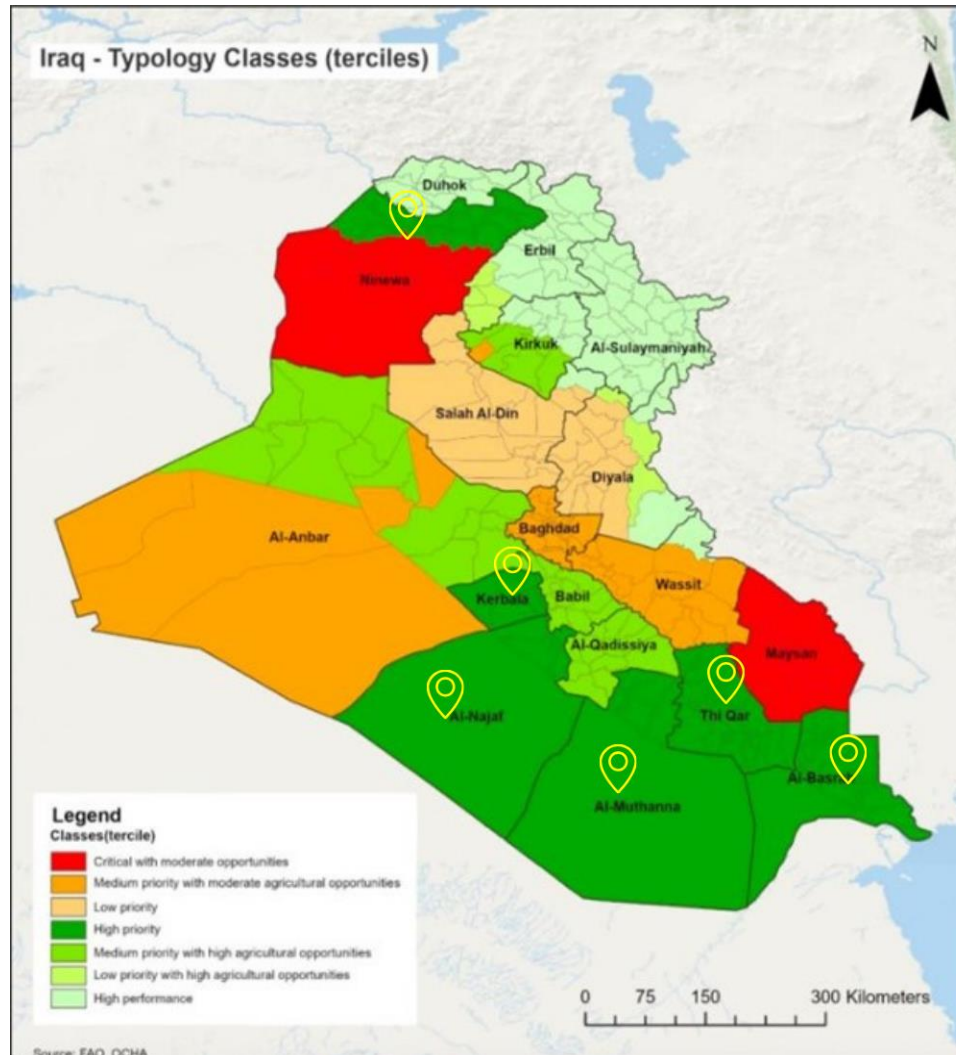 Iraq - Typology Classes (terciles)
N
Duhok
Erbil
Ninewa
Kirkuk
Al-Sulaymaniyah
Salah Al-Din
Diyala
Baghdad
Al-Anbar
Wassit
Kerbala
Babil
Al-Qadissiya
Maysan
Al-Najaf
Thi Qar
Al-Basrah
Al-Muthanna
Legend
Classes(tercile)
Critical with moderate opportunities
Medium priority with moderate agricultural opportunities
Low priority
High priority
Medium priority with high agricultural opportunities
Low priority with high agricultural opportunities
High performance
0 75 150 300 Kilometers
Source: FAO, OCHA